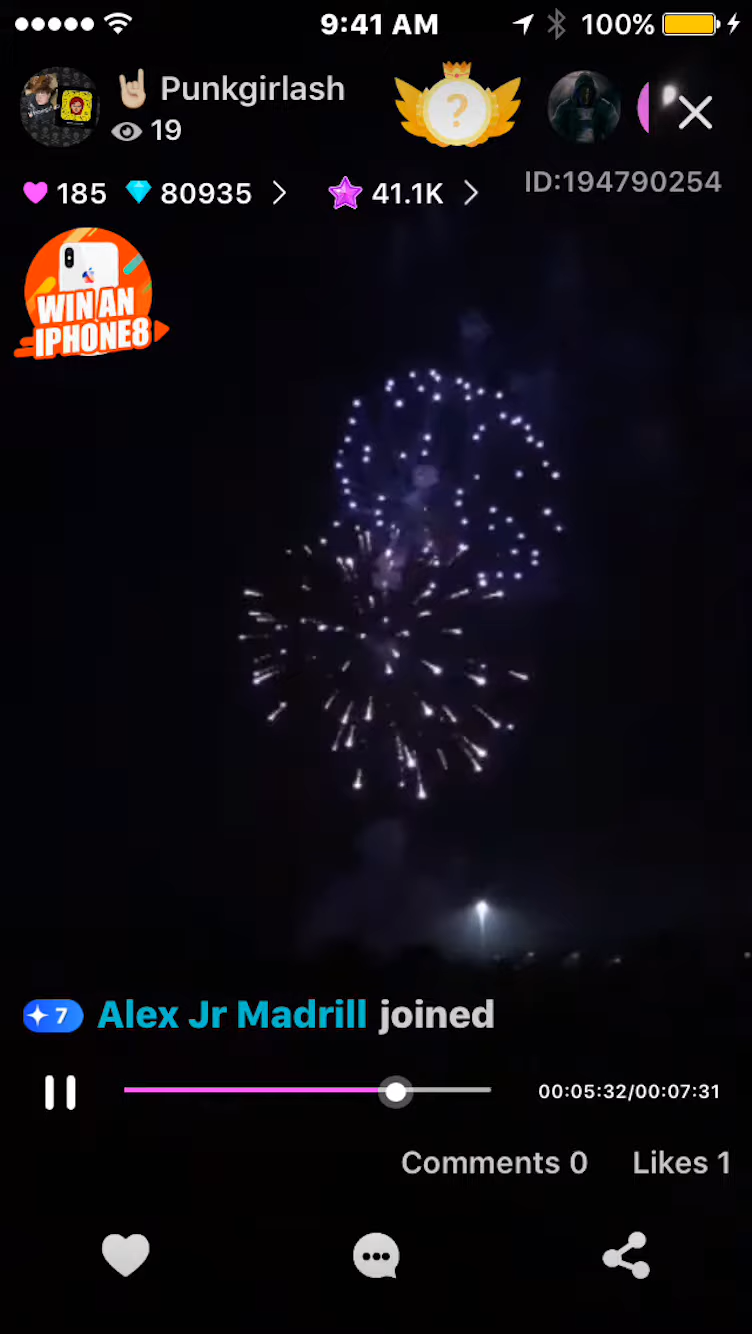 9:41 AM
100%
🤘🏻 Punkgirlash
19
?
185
80935
41.1K
ID:194790254
WIN AN
IPHONE8
7 Alex Jr Madrill joined
00:05:32/00:07:31
Comments 0
Likes 1